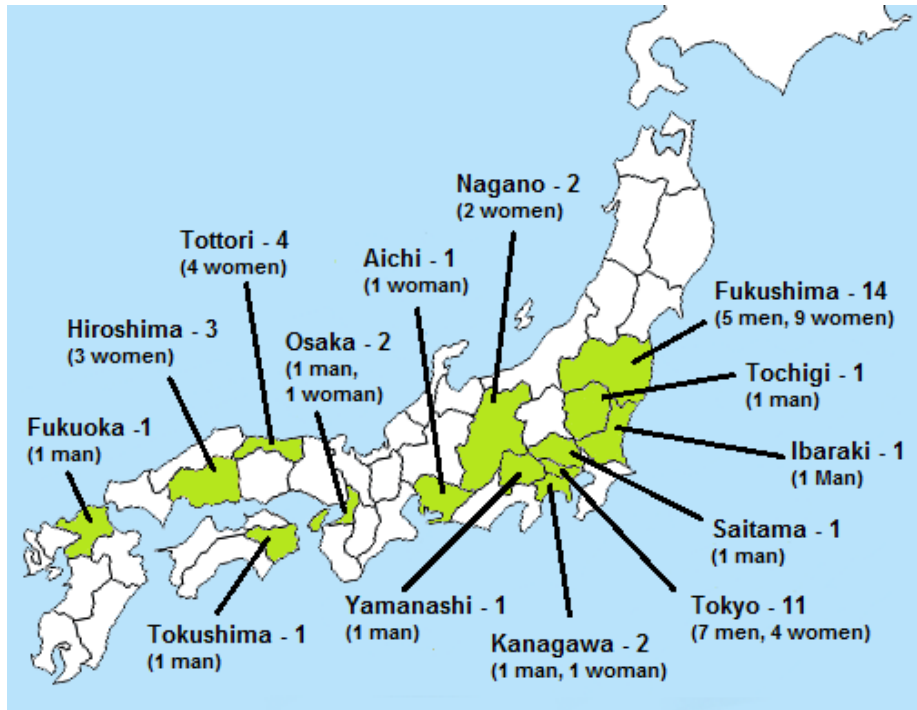 Nagano - 2
(2 women)
Tottori - 4
(4 women)
Aichi - 1
(1 woman)
Fukushima - 14
(5 men, 9 women)
Hiroshima - 3
(3 women)
Osaka - 2
(1 man,
1 woman)
Tochigi - 1
(1 man)
Fukuoka -1
(1 man)
Ibaraki - 1
(1 Man)
Saitama - 1
(1 man)
Yamanashi - 1
(1 man)
Tokyo - 11
(7 men, 4 women)
Tokushima - 1
(1 man)
Kanagawa - 2
(1 man, 1 woman)